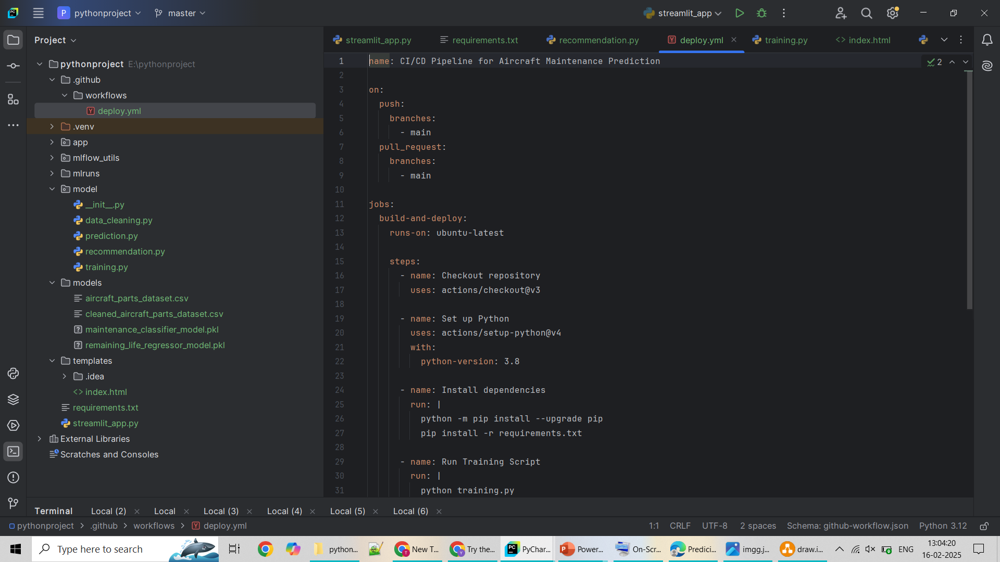 P pythonproject master streamlit_app
Project
streamlit_app.py requirements.txt recommendation.py deploy.yml training.py index.html
pythonproject E:\pythonproject
.github
workflows
deploy.yml
.venv
app
mlflow_utils
mlruns
model
__init__.py
data_cleaning.py
prediction.py
recommendation.py
training.py
models
aircraft_parts_dataset.csv
cleaned_aircraft_parts_dataset.csv
maintenance_classifier_model.pkl
remaining_life_regressor_model.pkl
templates
.idea
index.html
requirements.txt
streamlit_app.py
External Libraries
Scratches and Consoles
1 name: CI/CD Pipeline for Aircraft Maintenance Prediction
2
3 on:
4 push:
5 branches:
6 - main
7 pull_request:
8 branches:
9 - main
10
11 jobs:
12 build-and-deploy:
13 runs-on: ubuntu-latest
14
15 steps:
16 - name: Checkout repository
17 uses: actions/checkout@v3
18
19 - name: Set up Python
20 uses: actions/setup-python@v4
21 with:
22 python-version: 3.8
23
24 - name: Install dependencies
25 run: |
26 python -m pip install --upgrade pip
27 pip install -r requirements.txt
28
29 - name: Run Training Script
30 run: |
31 python training.py
2
Terminal Local (2) Local Local (3) Local (4) Local (5) Local (6)
pythonproject > .github > workflows > deploy.yml 1:1 CRLF UTF-8 2 spaces Schema: github-workflow.json Python 3.12
Type here to search python... New T... Try the... PyChar... Power... On-Scr... Predici... imgg.j... draw.i... ENG 13:04:20
16-02-2025